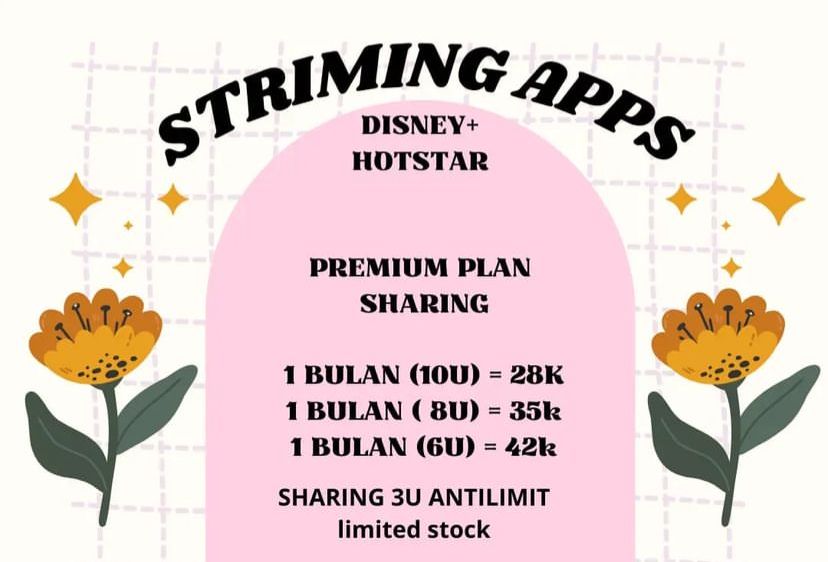 STRIMING APPS
DISNEY+
HOTSTAR
PREMIUM PLAN
SHARING
1 BULAN (10U) = 28K
1 BULAN ( 8U) = 35k
1 BULAN (6U) = 42k
SHARING 3U ANTILIMIT
limited stock